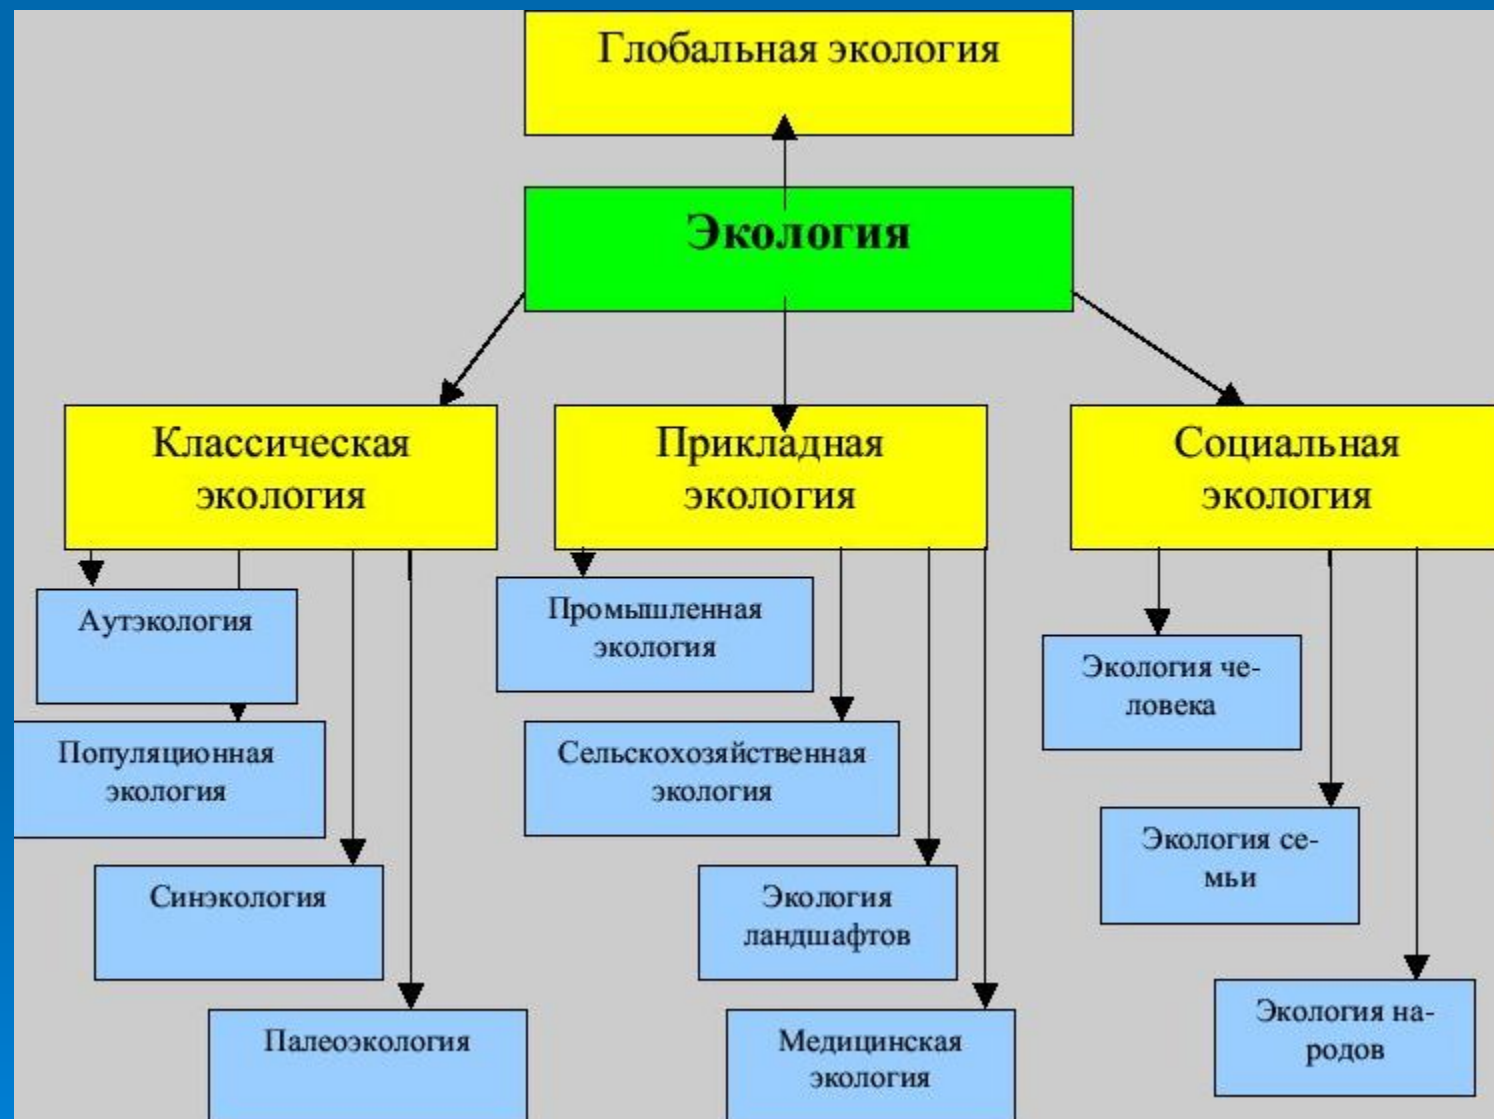 Глобальная экология
Экология
Классическая
экология
Прикладная
экология
Социальная
экология
Аутэкология
Популяционная
экология
Синэкология
Палеоэкология
Промышленная
экология
Сельскохозяйственная
экология
Экология
ландшафтов
Медицинская
экология
Экология че-
ловека
Экология се-
мьи
Экология на-
родов